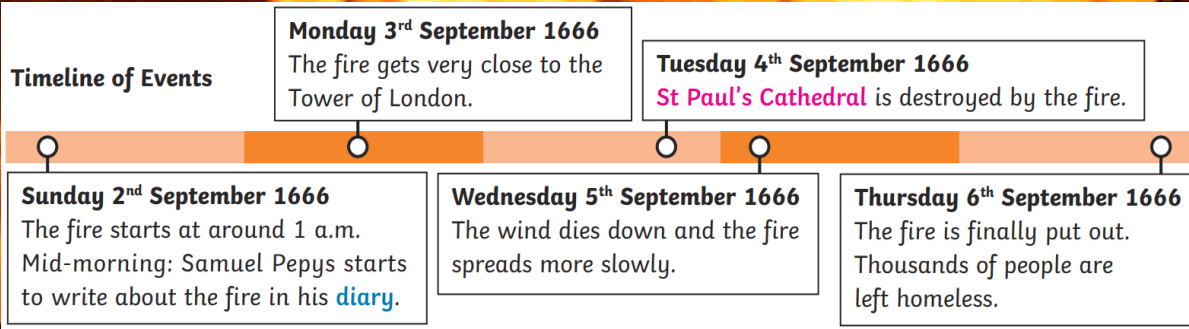 Timeline of Events
Sunday 2nd September 1666
The fire starts at around 1 a.m.
Mid-morning: Samuel Pepys starts
to write about the fire in his diary.
Monday 3rd September 1666
The fire gets very close to the
Tower of London.
Tuesday 4th September 1666
St Paul's Cathedral is destroyed by the fire.
Wednesday 5th September 1666
The wind dies down and the fire
spreads more slowly.
Thursday 6th September 1666
The fire is finally put out.
Thousands of people are
left homeless.